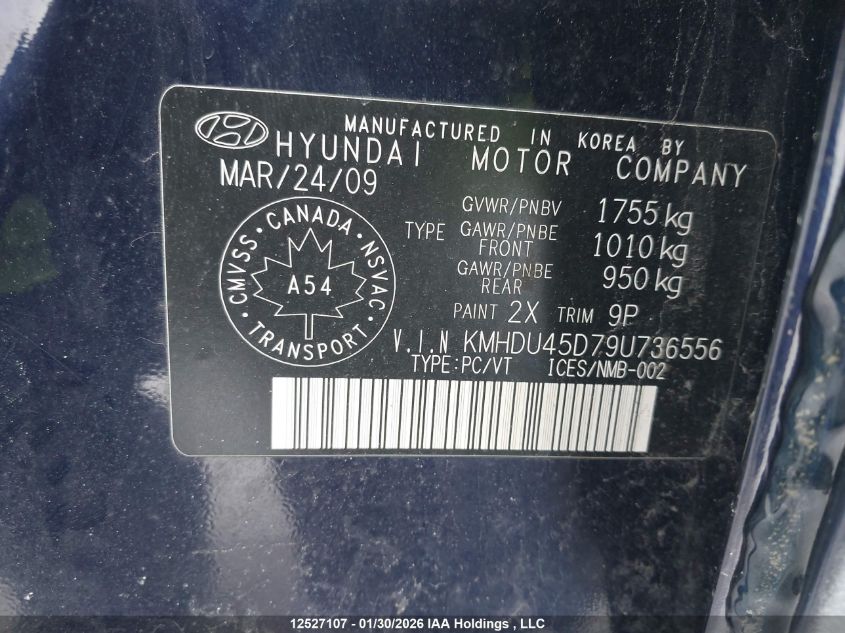 MANUFACTURED IN KOREA BY
HYUNDAI MOTOR COMPANY
MAR/24/09
GVWR/PNBV 1755 kg
TYPE GAWR/PNBE FRONT 1010 kg
GAWR/PNBE REAR 950 kg
PAINT 2X TRIM 9P
CANADA
CMVSS
NSVAC
A54
TRANSPORT
V.I.N KMHDU45D79U736556
TYPE:PC/VT ICES/NMB-002
12527107 - 01/30/2026 IAA Holdings , LLC